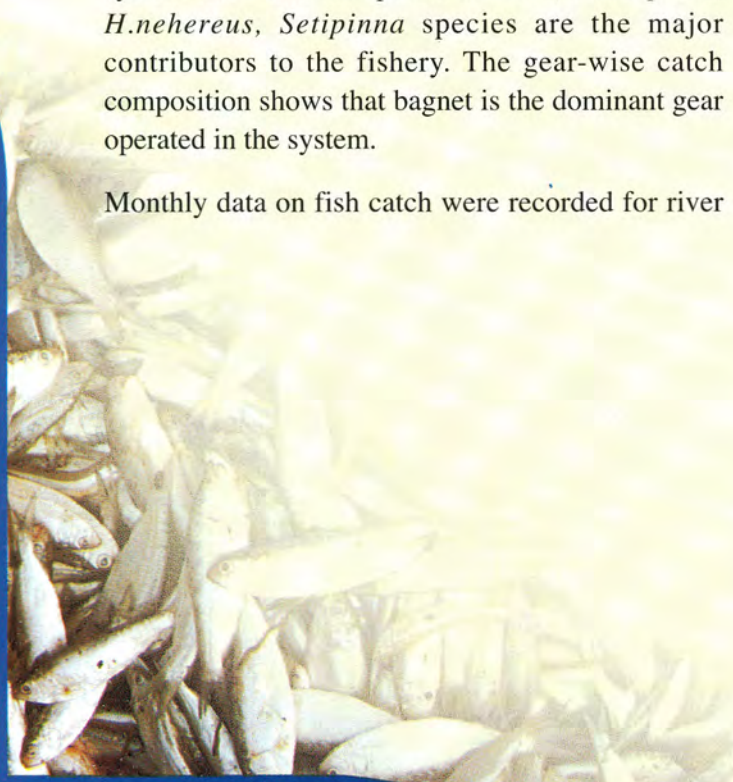 H.nehereus, Setipinna species are the major
contributors to the fishery. The gear-wise catch
composition shows that bagnet is the dominant gear
operated in the system.
Monthly data on fish catch were recorded for river